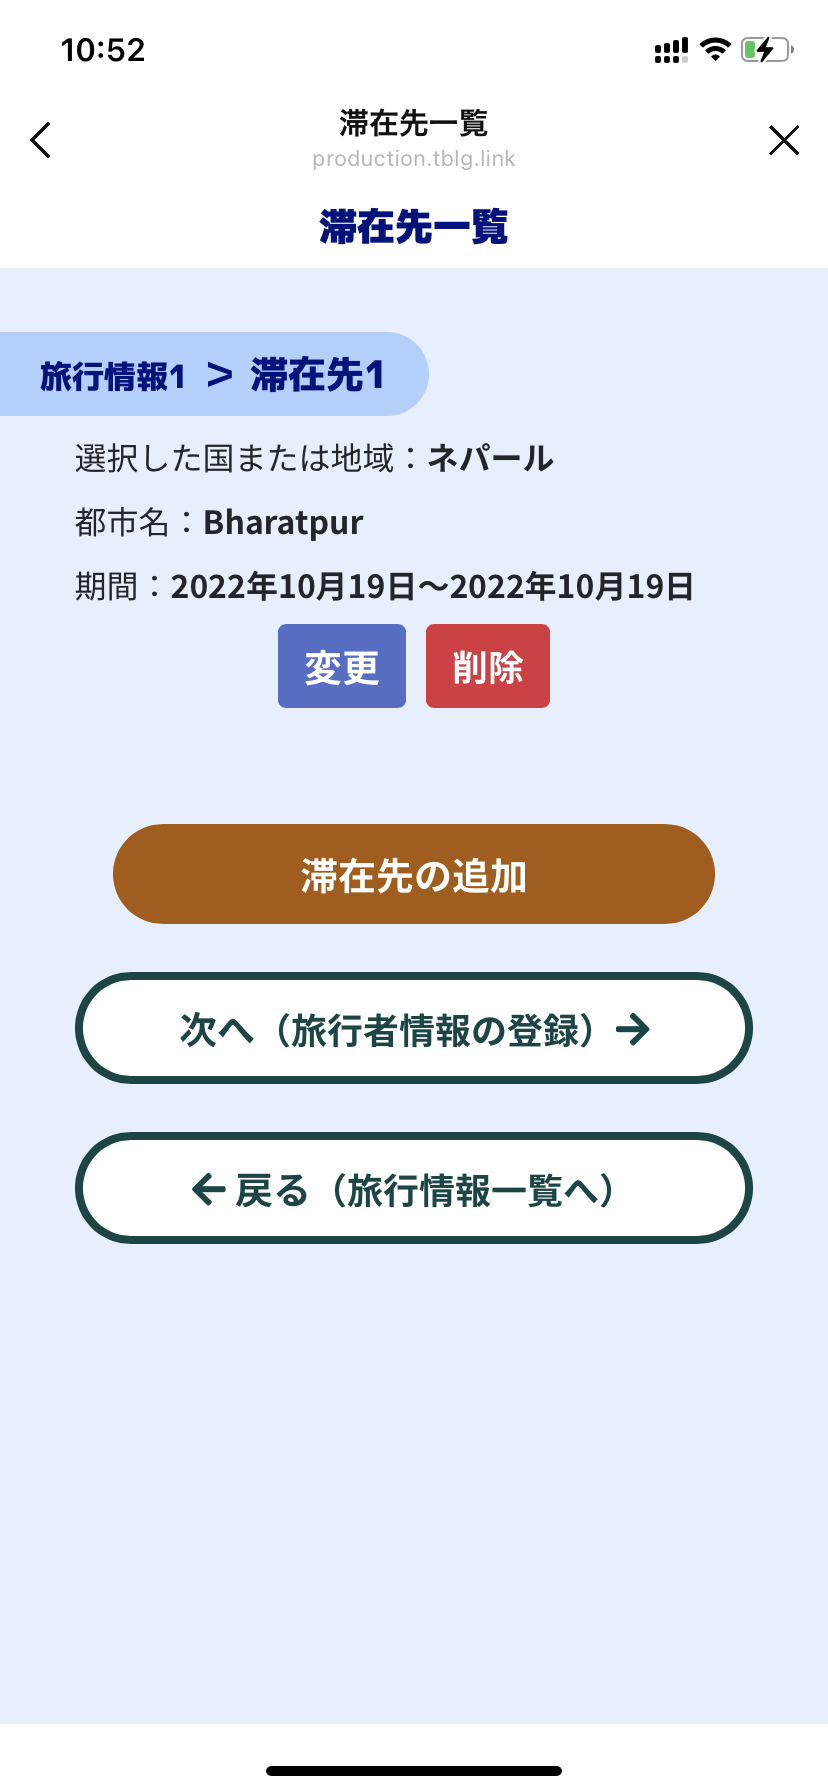 10:52
滞在先一覧
production.tblg.link
滞在先一覧
旅行情報1 > 滞在先1
選択した国または地域：ネパール
都市名：Bharatpur
期間：2022年10月19日～2022年10月19日
変更 削除
滞在先の追加
次へ（旅行者情報の登録）→
← 戻る（旅行情報一覧へ）